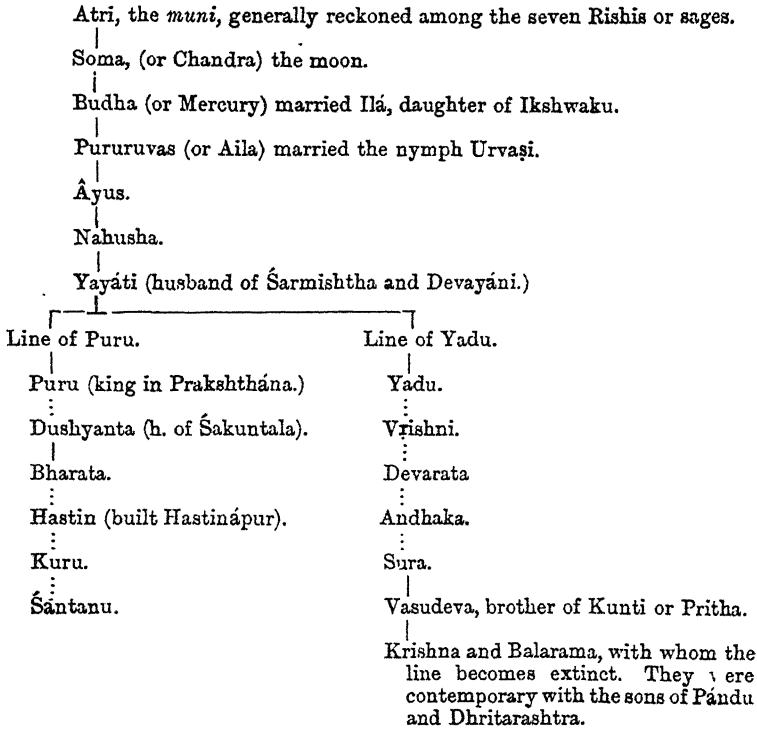 Atri, the muni, generally reckoned among the seven Rishis or sages.
Soma, (or Chandra) the moon.
Budha (or Mercury) married Ilá, daughter of Ikshwaku.
Pururuvas (or Aila) married the nymph Urvaṣi.
Âyus.
Nahusha.
Yayáti (husband of Śarmishtha and Devayáni.)
Line of Puru.
Puru (king in Prakshthána.)
Dushyanta (h. of Śakuntala).
Bharata.
Hastin (built Hastinápur).
Kuru.
Śántanu.
Line of Yadu.
Yadu.
Vṛishni.
Devarata
Andhaka.
Sura.
Vasudeva, brother of Kunti or Pritha.
Krishna and Balarama, with whom the
line becomes extinct. They ere
contemporary with the sons of Pándu
and Dhritarashtra.